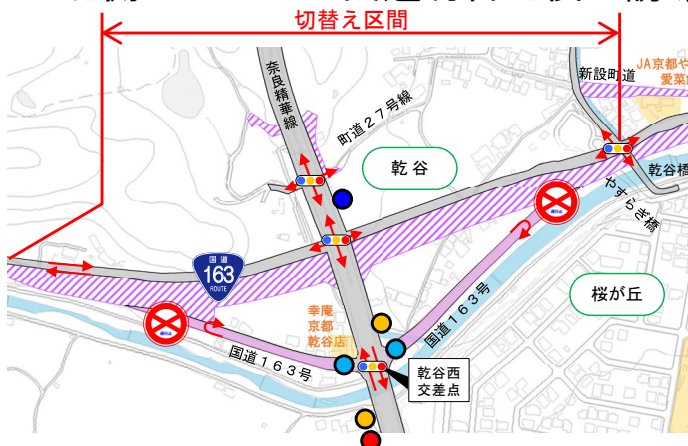 切替え区間
奈良精華線
町道27号線
新設町道
JA京都や
愛菜
乾谷
乾谷橋
やすらぎ橋
国道
163
ROUTE
桜が丘
幸庵
京都
乾谷店
国道163号
国道163号
乾谷西
交差点